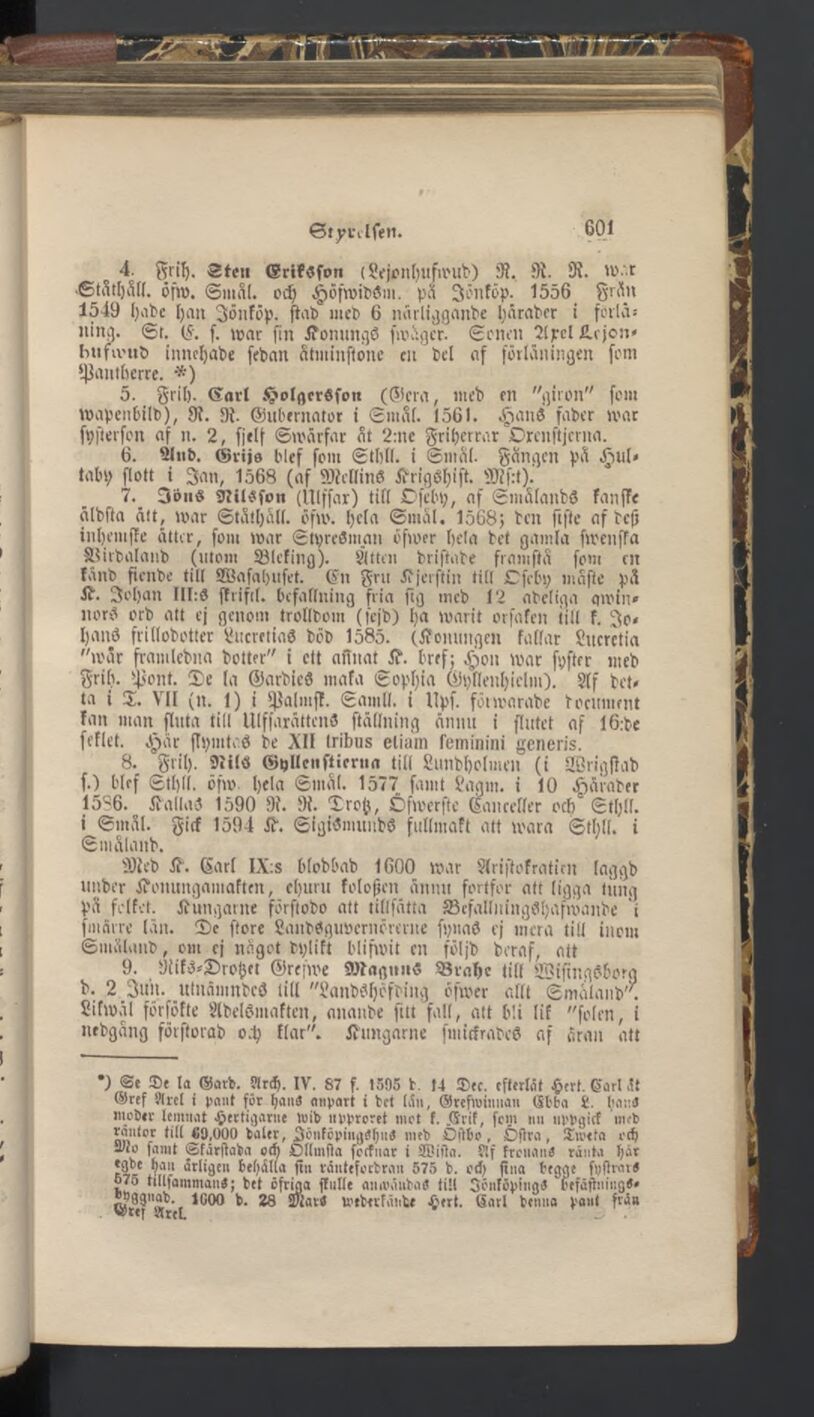 Styrelsen. 601
4. Frih. Sten Eriksson (Lejonhufwud) R. R. R. war
Ståthåll. öfw. Smål. och Höfwidsm. på Jönköp. 1556 Från
1549 hade han Jönköp. stad med 6 närliggande härader i förlä-
ning. St. E. s. war sin Konungs swåger. Sonen Axel Lejon-
hufwud innehade sedan åtminstone en del af förläningen som
Pantherre. *)
5. Frih. Carl Holgersson (Gera, med en "giron" som
wapenbild), R. R. Gubernator i Smål. 1561. Hans fader war
systerson af n. 2, sjelf Swärfar åt 2:ne Friherrar Oxenstjerna.
6. And. Grijs blef som Sthll. i Smål. Fången på Hul-
taby slott i Jan, 1568 (af Mellins Krigshist. Ms:t).
7. Jöns Nilsson (Ulfsax) till Oseby, af Smålands kanske
äldsta ätt, war Ståthåll. öfw. hela Smål. 1568; den siste af deß
inhemske ätter, som war Styresman öfwer hela det gamla swenska
Wirdaland (utom Bleking). Ätten dristade framstå som en
känd fiende till Wasahuset. En Fru Kjerstin till Oseby måste på
K. Johan III:s skriftl. befallning fria sig med 12 adeliga qwin-
nors ord att ej genom trolldom (sejd) ha warit orsaken till k. Jo-
hans frillodotter Lucretias död 1585. (Konungen kallar Lucretia
"wår framledna dotter" i ett annat K. bref; Hon war syster med
Frih. Pont. De la Gardies maka Sophia Gyllenhielm). Af det-
ta i T. VII (n. 1) i Palmsk. Samll. i Ups. förwarade document
kan man sluta till Ulfsaxättens ställning ännu i slutet af 16:de
seklet. Här skymtas de XII tribus etiam feminini generis.
8. Frih. Nils Gyllenstierna till Lundholmen (i Wrigstad
s.) blef Sthll. öfw. hela Smål. 1577 samt Lagm. i 10 Härader
1586. Kallas 1590 R. R. Drotz, Öfwerste Canceller och Sthll.
i Smål. Fick 1594 K. Sigismunds fullmakt att wara Sthll. i
Småland.
Med K. Carl IX:s blodbad 1600 war Aristokratien lagd
under Konungamakten, ehuru koloßen ännu fortfor att ligga tung
på folket. Kungarne förstodo att tillsätta Befallningshafwande i
smärre län. De store Landsguvernörerne synas ej mera till inom
Småland, om ej något dylikt blifwit en följd deraf, att
9. Riks-Drotzet Grefwe Magnus Brahe till Wisingsborg
d. 2 Jun. utnämndes till "Landshöfding öfwer allt Småland".
Likwäl försökte Adelsmakten, anande sitt fall, att bli lik "solen, i
nedgång förstorad och klar". Kungarne smickrades af äran att
*) Se De la Gard. Arch. IV. 87 f. 1595 d. 14 Dec. efterlät Hert. Carl åt
Gref Axel i pant för hans anpart i det län, Grefwinnan Ebba L. hans
moder lemnat Hertigarne wid upproret mot k. Erik, som nu uppgick med
räntor till 69,000 daler, Jönköpingshus med Östbo, Östra, Tweta och
Mo samt Skärstada och Ölmsta socknar i Wista. Af kronans ränta här
egde han årligen behålla sin räntefordran 575 d. och sina begge systrars
575 tillsammans; det öfriga skulle användas till Jönköpings befästnings-
byggnad. 1600 d. 28 Mars wederkände Hert. Carl denna pant från
Gref Axel.